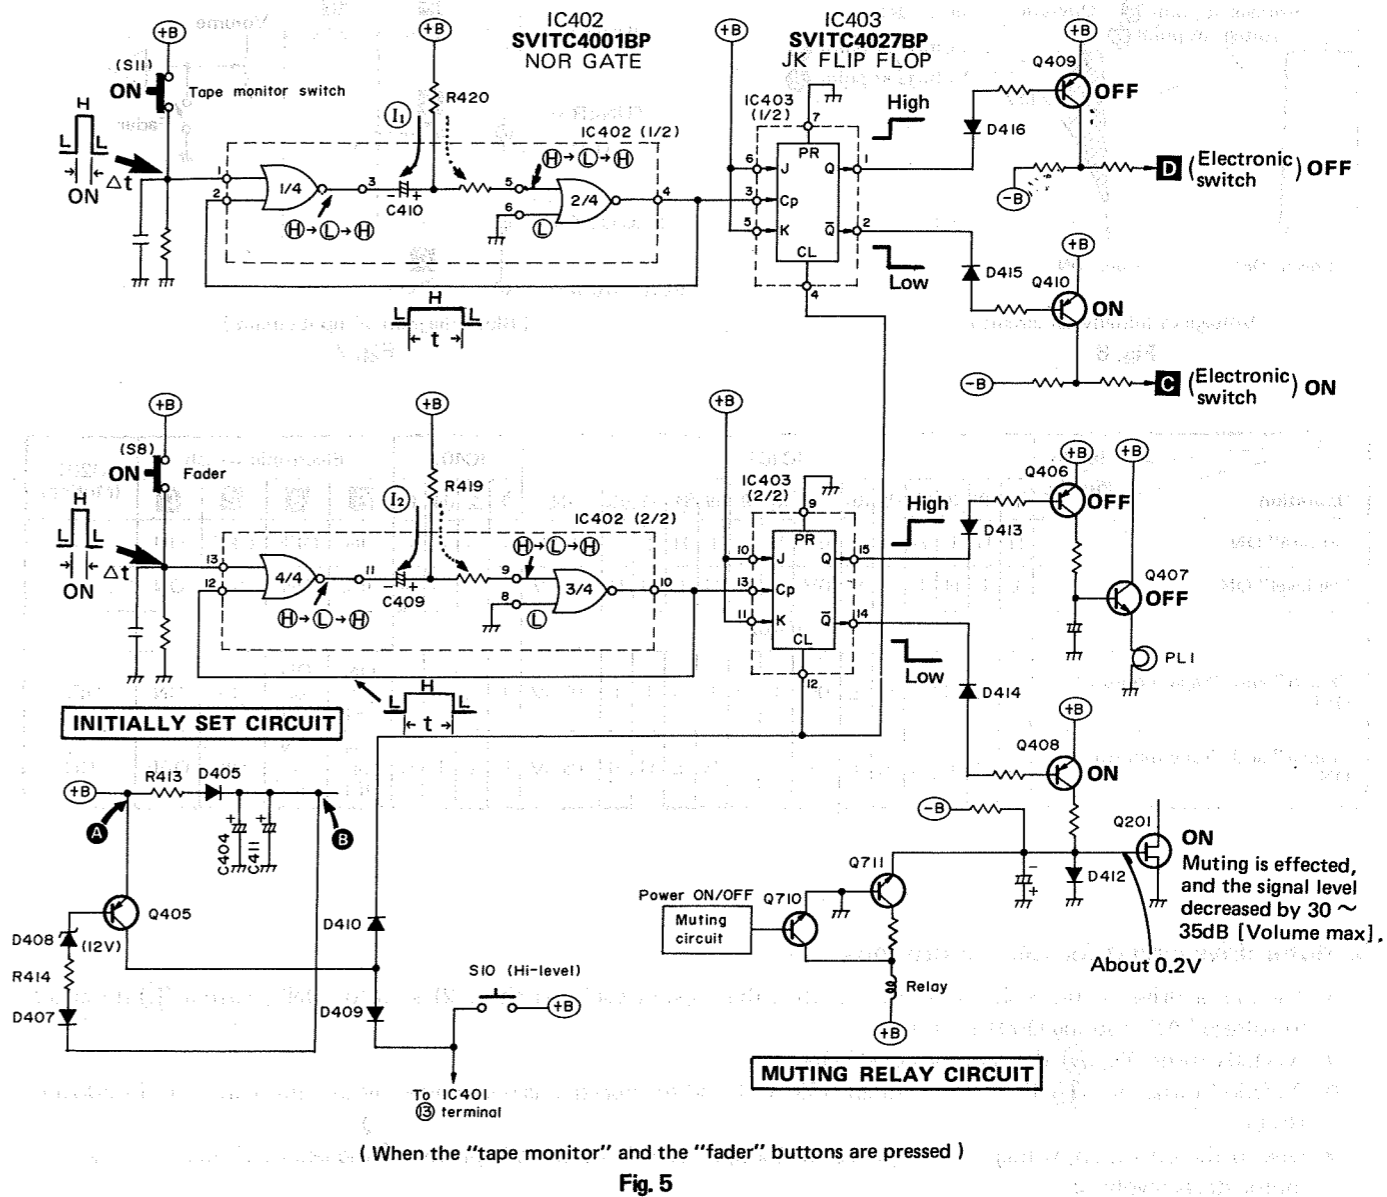 IC402
SVITC4001BP
NOR GATE
IC403
SVITC4027BP
JK FLIP FLOP
+B
+B
+B
+B
(S11)
ON
Tape monitor switch
H
L L
Δt
ON
I1
R420
IC402 (1/2)
H→L→H
1
2
1/4
3
H→L→H
- +
C410
5
6
L
2/4
4
H
L L
t
IC403
(1/2)
7
PR
6 J Q 1
3 Cp
5 K Q̅ 2
CL
4
High
Low
D416
Q409
OFF
-B
D (Electronic switch) OFF
+B
D415
Q410
ON
-B
C (Electronic switch) ON
+B
+B
+B
+B
+B
(S8)
ON
Fader
H
L L
Δt
ON
I2
R419
IC402 (2/2)
H→L→H
13
12
4/4
11
H→L→H
- +
C409
9
8
L
3/4
10
H
L L
t
IC403
(2/2)
9
PR
10 J Q 15
13 Cp
11 K Q̅ 14
CL
12
High
Low
D413
Q406
OFF
Q407
OFF
PL1
D414
+B
Q408
ON
INITIALLY SET CIRCUIT
+B
R413
D405
A
B
+
C404
+
C411
Q405
D408
(12V)
R414
D407
D410
D409
S10 (Hi-level)
+B
To IC401
⑬ terminal
-B
Q711
Power ON/OFF
Q710
Muting
circuit
Relay
+B
-
+
D412
Q201
ON
Muting is effected,
and the signal level
decreased by 30 ~
35dB [Volume max].
About 0.2V
MUTING RELAY CIRCUIT
( When the "tape monitor" and the "fader" buttons are pressed )
Fig. 5